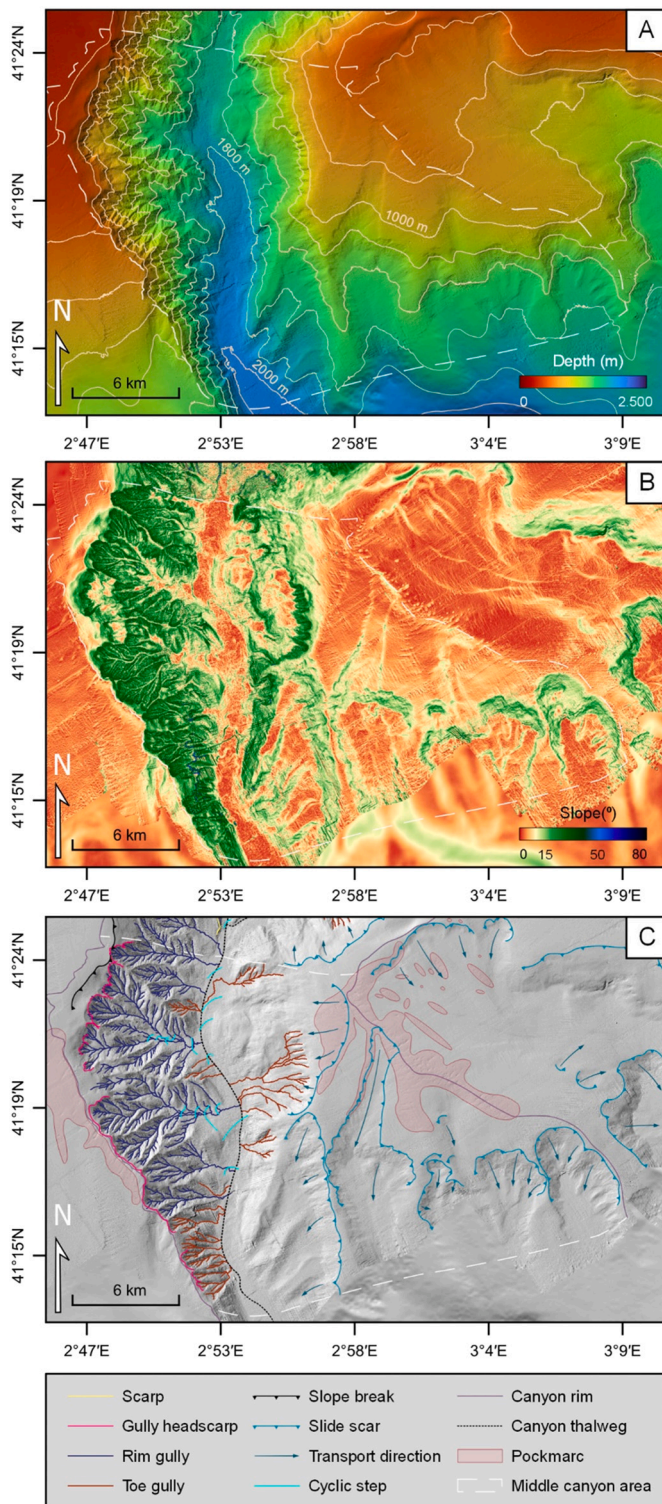 A
41°24'N
41°19'N
41°15'N
1800 m
1000 m
2000 m
N
6 km
Depth (m)
0 2.500
2°47'E 2°53'E 2°58'E 3°4'E 3°9'E
B
41°24'N
41°19'N
41°15'N
N
6 km
Slope(º)
0 15 50 80
2°47'E 2°53'E 2°58'E 3°4'E 3°9'E
C
41°24'N
41°19'N
41°15'N
N
6 km
2°47'E 2°53'E 2°58'E 3°4'E 3°9'E
Scarp Slope break Canyon rim
Gully headscarp Slide scar Canyon thalweg
Rim gully Transport direction Pockmarc
Toe gully Cyclic step Middle canyon area